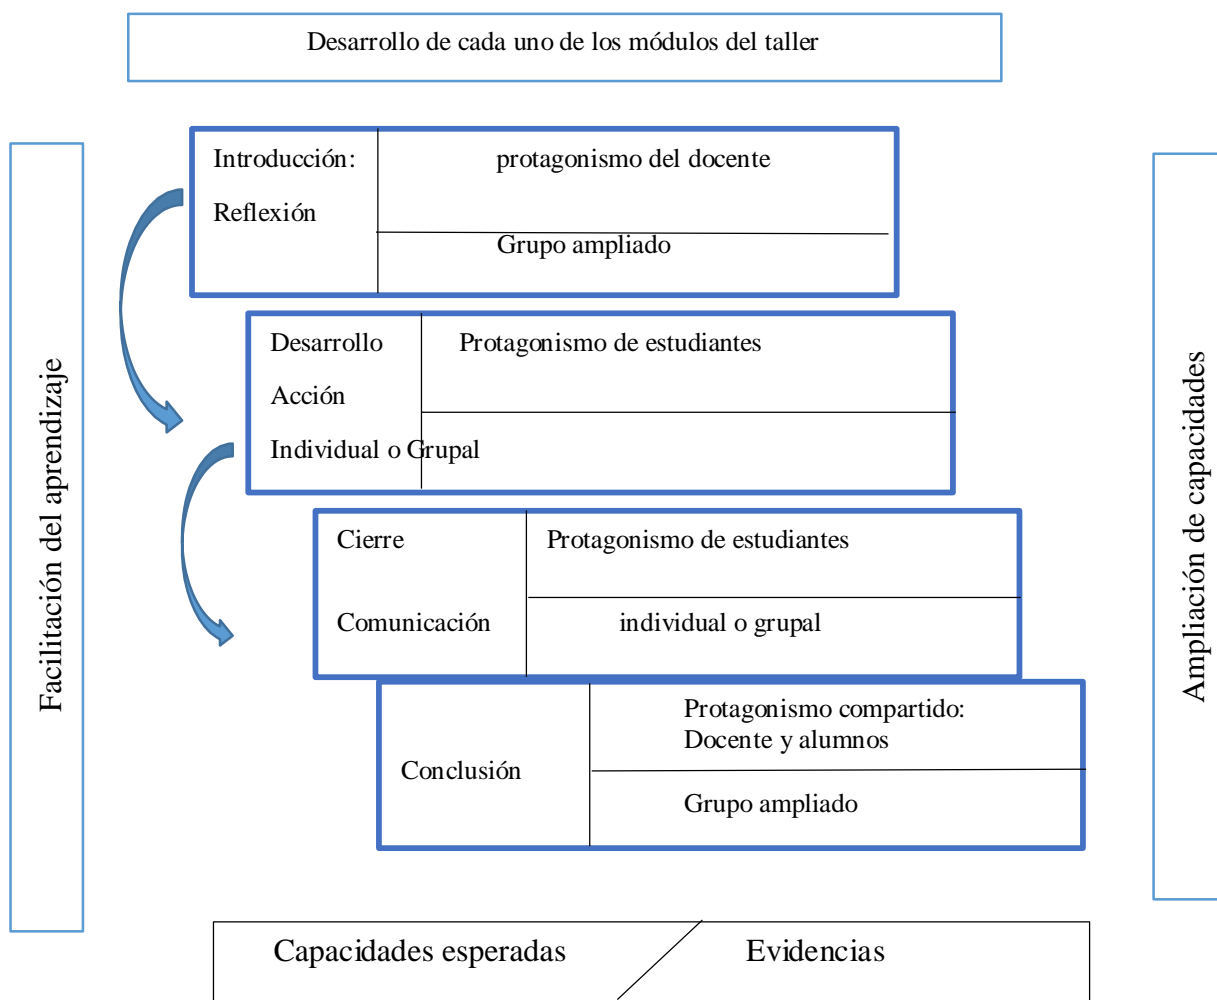 Desarrollo de cada uno de los módulos del taller
Facilitación del aprendizaje
Introducción:
Reflexión
protagonismo del docente
Grupo ampliado
Desarrollo
Acción
Individual o Grupal
Protagonismo de estudiantes
Cierre
Comunicación
Protagonismo de estudiantes
individual o grupal
Conclusión
Protagonismo compartido:
Docente y alumnos
Grupo ampliado
Ampliación de capacidades
Capacidades esperadas
Evidencias